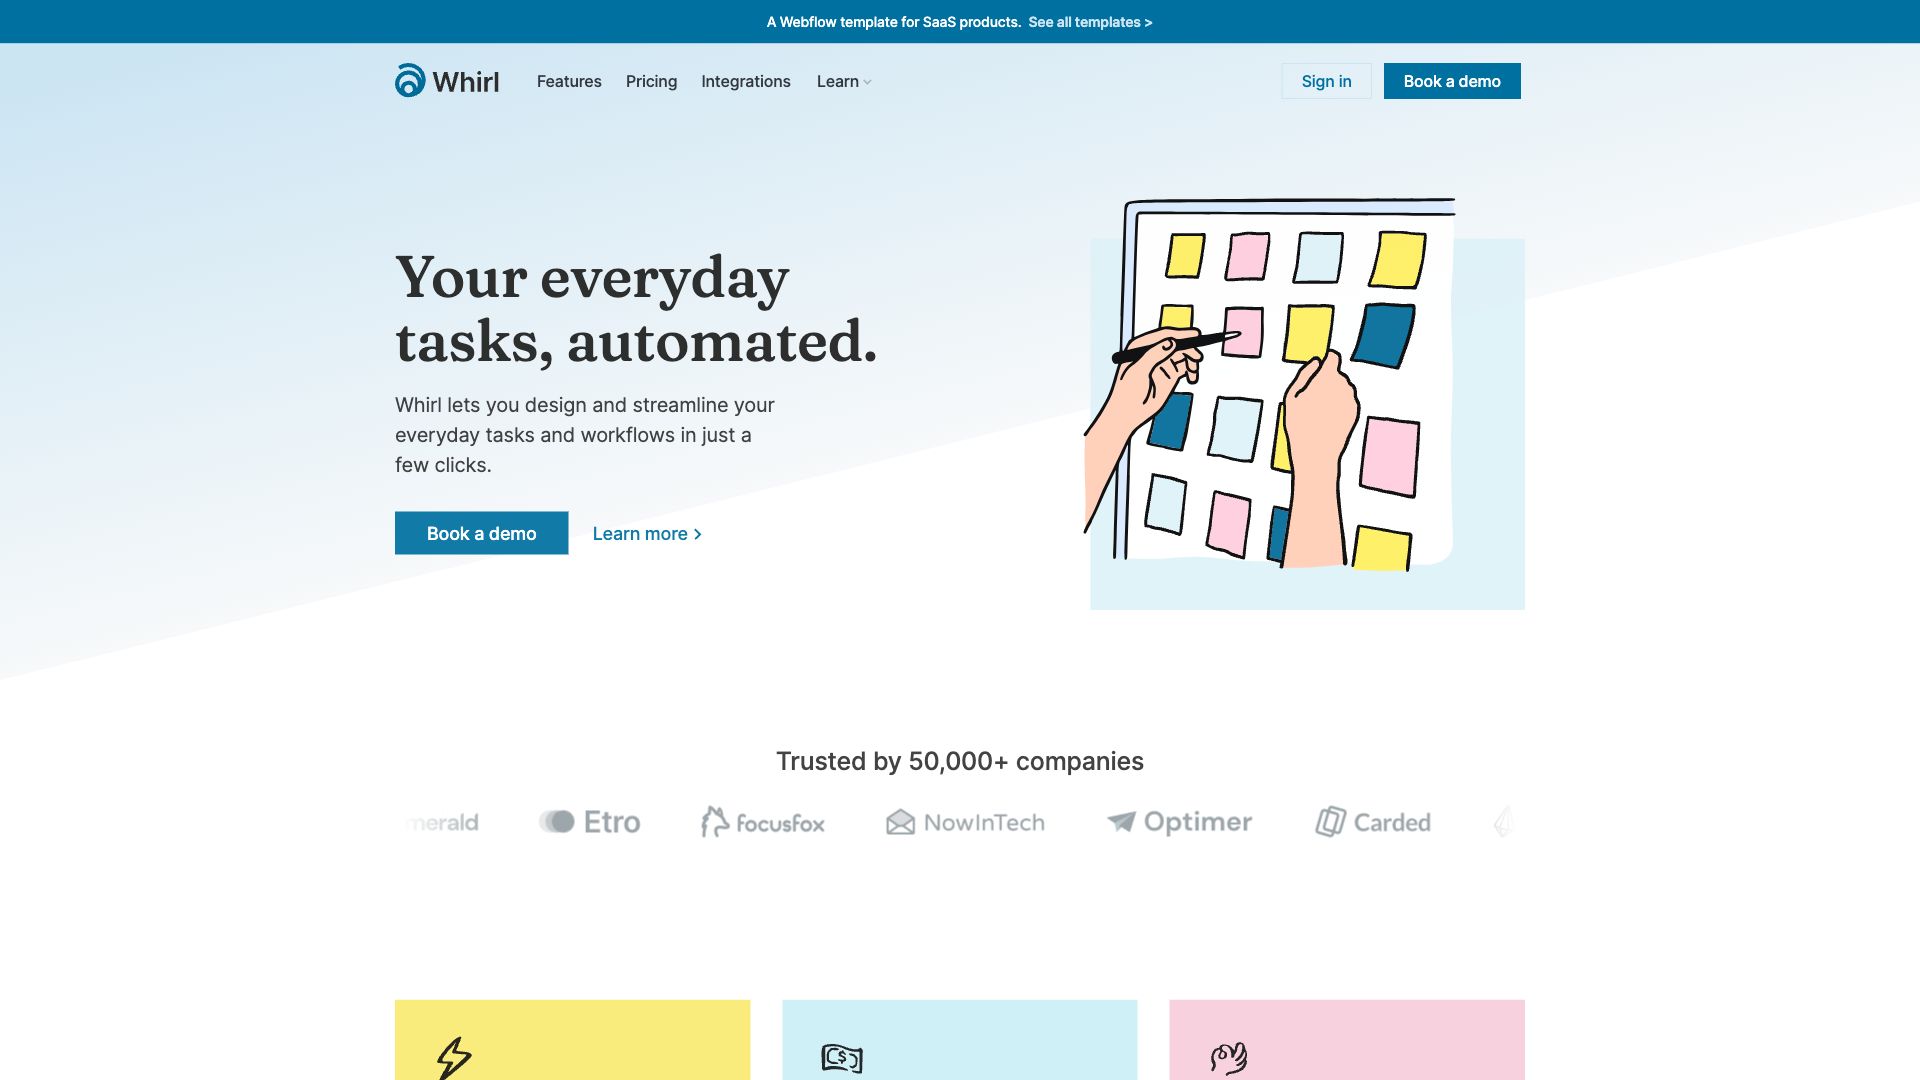 A Webflow template for SaaS products. See all templates >
Whirl Features Pricing Integrations Learn Sign in Book a demo
Your everyday
tasks, automated.
Whirl lets you design and streamline your
everyday tasks and workflows in just a
few clicks.
Book a demo Learn more >
Trusted by 50,000+ companies
merald Etro focusfox NowInTech Optimer Carded